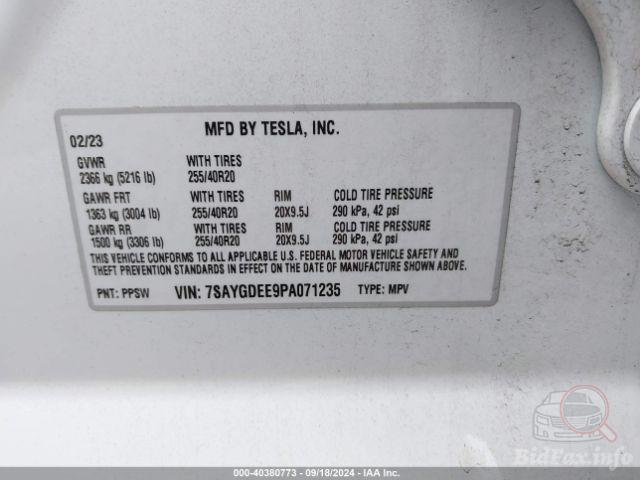 MFD BY TESLA, INC.
02/23
GVWR WITH TIRES
2366 kg (5216 lb) 255/40R20
GAWR FRT WITH TIRES RIM COLD TIRE PRESSURE
1363 kg (3004 lb) 255/40R20 20X9.5J 290 kPa, 42 psi
GAWR RR WITH TIRES RIM COLD TIRE PRESSURE
1500 kg (3306 lb) 255/40R20 20X9.5J 290 kPa, 42 psi
THIS VEHICLE CONFORMS TO ALL APPLICABLE U.S. FEDERAL MOTOR VEHICLE SAFETY AND
THEFT PREVENTION STANDARDS IN EFFECT ON THE DATE OF MANUFACTURE SHOWN ABOVE.
PNT: PPSW VIN: 7SAYGDEE9PA071235 TYPE: MPV
BidFax.info
000-40380773 - 09/18/2024 - IAA Inc.